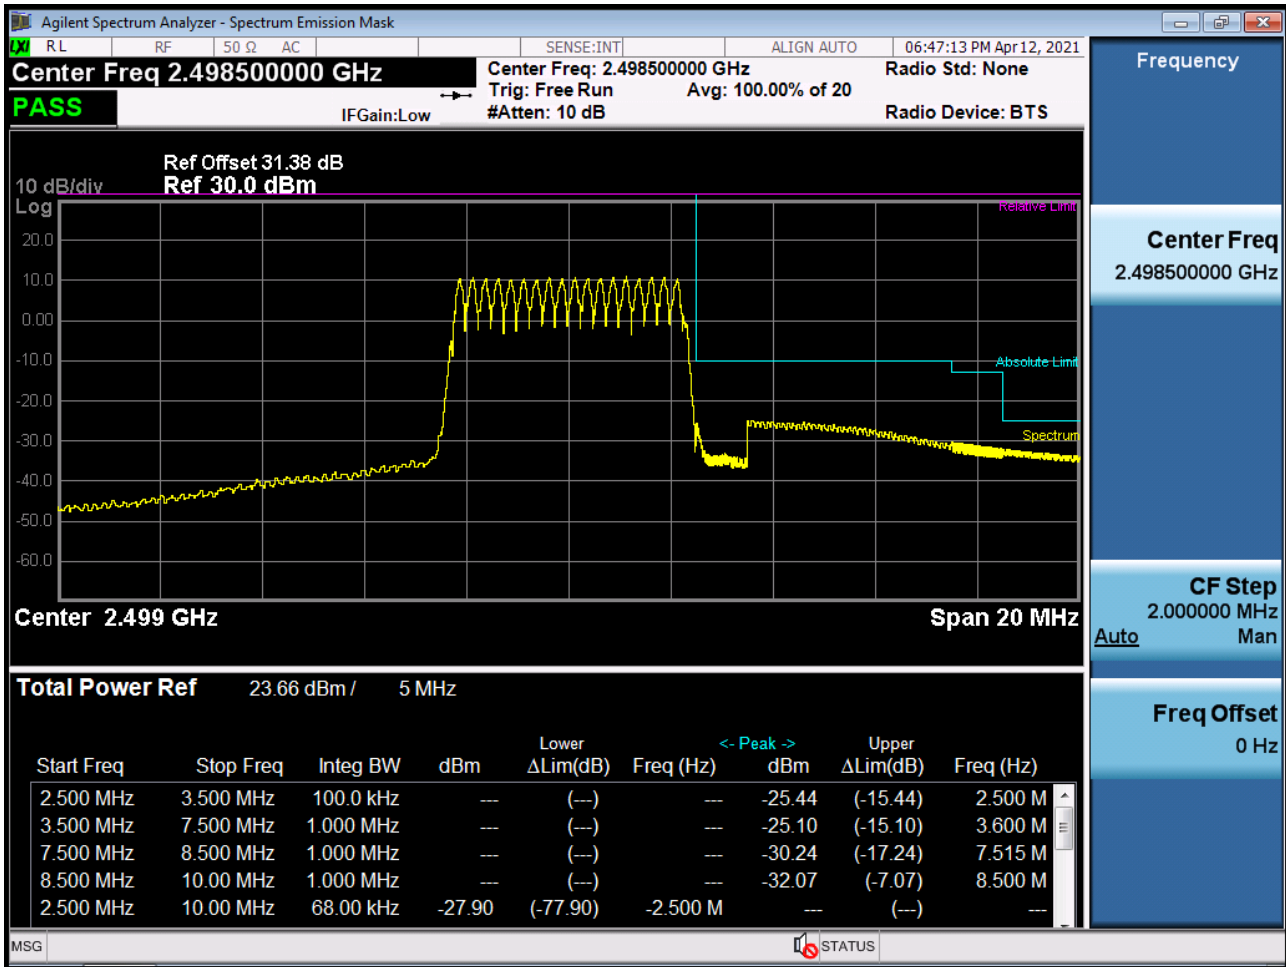 Agilent Spectrum Analyzer - Spectrum Emission Mask
LXI RL RF 50 Ω AC SENSE:INT ALIGN AUTO 06:47:13 PM Apr 12, 2021
Center Freq 2.498500000 GHz Center Freq: 2.498500000 GHz Radio Std: None
Trig: Free Run Avg: 100.00% of 20
PASS IFGain:Low #Atten: 10 dB Radio Device: BTS
Ref Offset 31.38 dB
10 dB/div Ref 30.0 dBm
Log
Relative Limit
20.0
10.0
0.00
-10.0
Absolute Limit
-20.0
-30.0
Spectrum
-40.0
-50.0
-60.0
Center 2.499 GHz Span 20 MHz
Total Power Ref 23.66 dBm / 5 MHz
Lower <- Peak -> Upper
Start Freq Stop Freq Integ BW dBm ΔLim(dB) Freq (Hz) dBm ΔLim(dB) Freq (Hz)
2.500 MHz 3.500 MHz 100.0 kHz --- (---) --- -25.44 (-15.44) 2.500 M
3.500 MHz 7.500 MHz 1.000 MHz --- (---) --- -25.10 (-15.10) 3.600 M
7.500 MHz 8.500 MHz 1.000 MHz --- (---) --- -30.24 (-17.24) 7.515 M
8.500 MHz 10.00 MHz 1.000 MHz --- (---) --- -32.07 (-7.07) 8.500 M
2.500 MHz 10.00 MHz 68.00 kHz -27.90 (-77.90) -2.500 M --- (---) ---
MSG STATUS
Frequency
Center Freq
2.498500000 GHz
CF Step
2.000000 MHz
Auto Man
Freq Offset
0 Hz